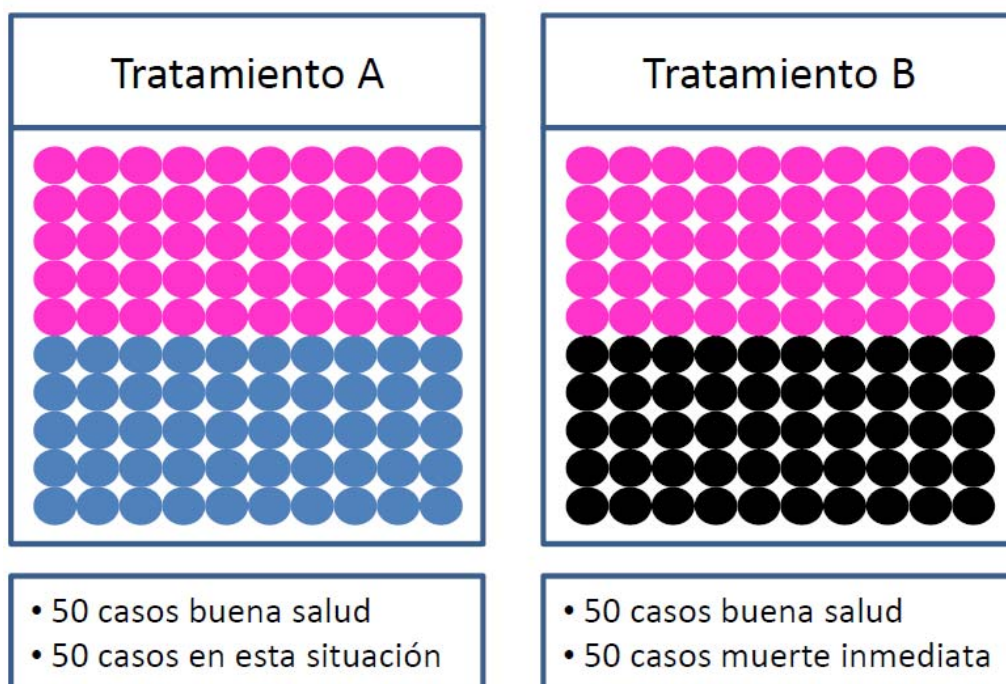 Tratamiento A
Tratamiento B
• 50 casos buena salud
• 50 casos en esta situación
• 50 casos buena salud
• 50 casos muerte inmediata